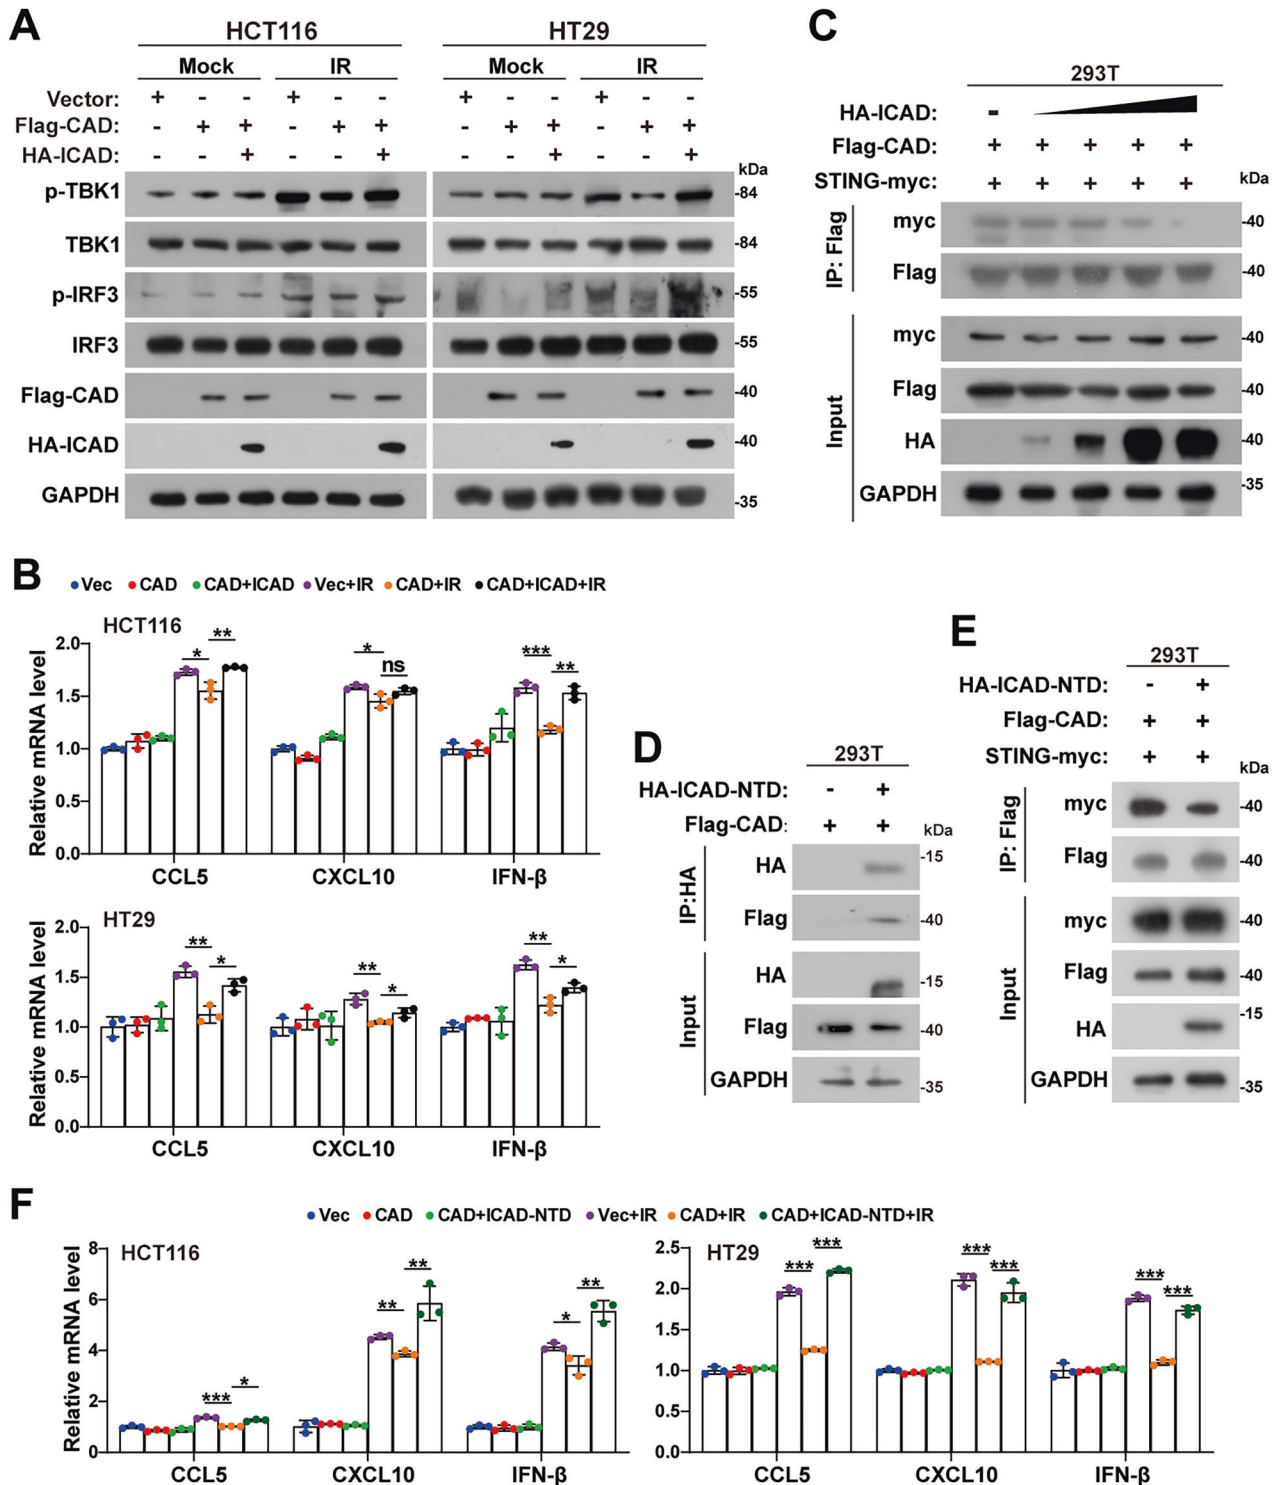 A
HCT116 HT29
Mock IR Mock IR
Vector: + - - + - - + - - + - -
Flag-CAD: - + + - + + - + + - + +
HA-ICAD: - - + - - + - - + - - +
kDa
p-TBK1 -84
TBK1 -84
p-IRF3 -55
IRF3 -55
Flag-CAD -40
HA-ICAD -40
GAPDH -35
C
293T
HA-ICAD: -
Flag-CAD: + + + + +
STING-myc: + + + + +
kDa
IP: Flag
myc -40
Flag -40
Input
myc -40
Flag -40
HA -40
GAPDH -35
B
Vec CAD CAD+ICAD Vec+IR CAD+IR CAD+ICAD+IR
HCT116
Relative mRNA level
2.0
1.5
1.0
0.5
0.0
* ** * ns *** **
CCL5 CXCL10 IFN-β
HT29
Relative mRNA level
2.0
1.5
1.0
0.5
0.0
** * ** * ** *
CCL5 CXCL10 IFN-β
D
293T
HA-ICAD-NTD: - +
Flag-CAD: + +
kDa
IP:HA
HA -15
Flag -40
Input
HA -15
Flag -40
GAPDH -35
E
293T
HA-ICAD-NTD: - +
Flag-CAD: + +
STING-myc: + +
kDa
IP: Flag
myc -40
Flag -40
Input
myc -40
Flag -40
HA -15
GAPDH -35
F
Vec CAD CAD+ICAD-NTD Vec+IR CAD+IR CAD+ICAD-NTD+IR
HCT116
Relative mRNA level
8
6
4
2
0
*** * ** ** * **
CCL5 CXCL10 IFN-β
HT29
2.5
2.0
1.5
1.0
0.5
0.0
*** *** *** *** *** ***
CCL5 CXCL10 IFN-β